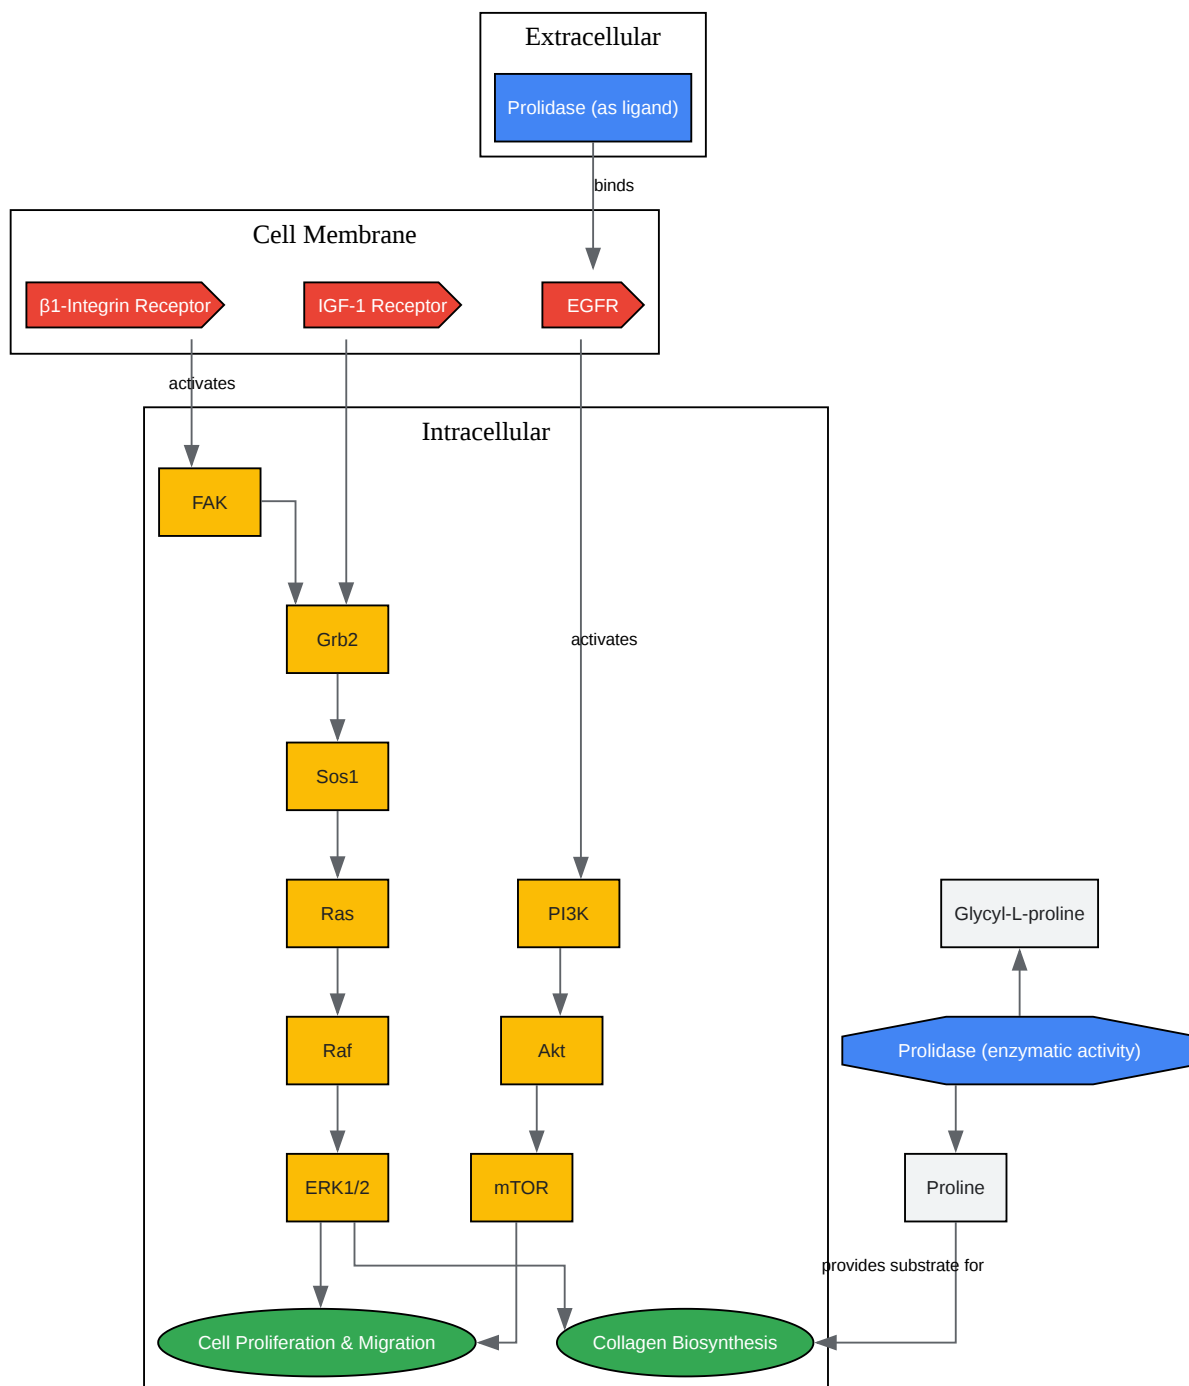 Extracellular
Prolidase (as ligand)
binds
Cell Membrane
β1-Integrin Receptor
IGF-1 Receptor
EGFR
activates
Intracellular
FAK
Grb2
activates
Sos1
Ras
PI3K
Glycyl-L-proline
Raf
Akt
Prolidase (enzymatic activity)
ERK1/2
mTOR
Proline
provides substrate for
Cell Proliferation & Migration
Collagen Biosynthesis